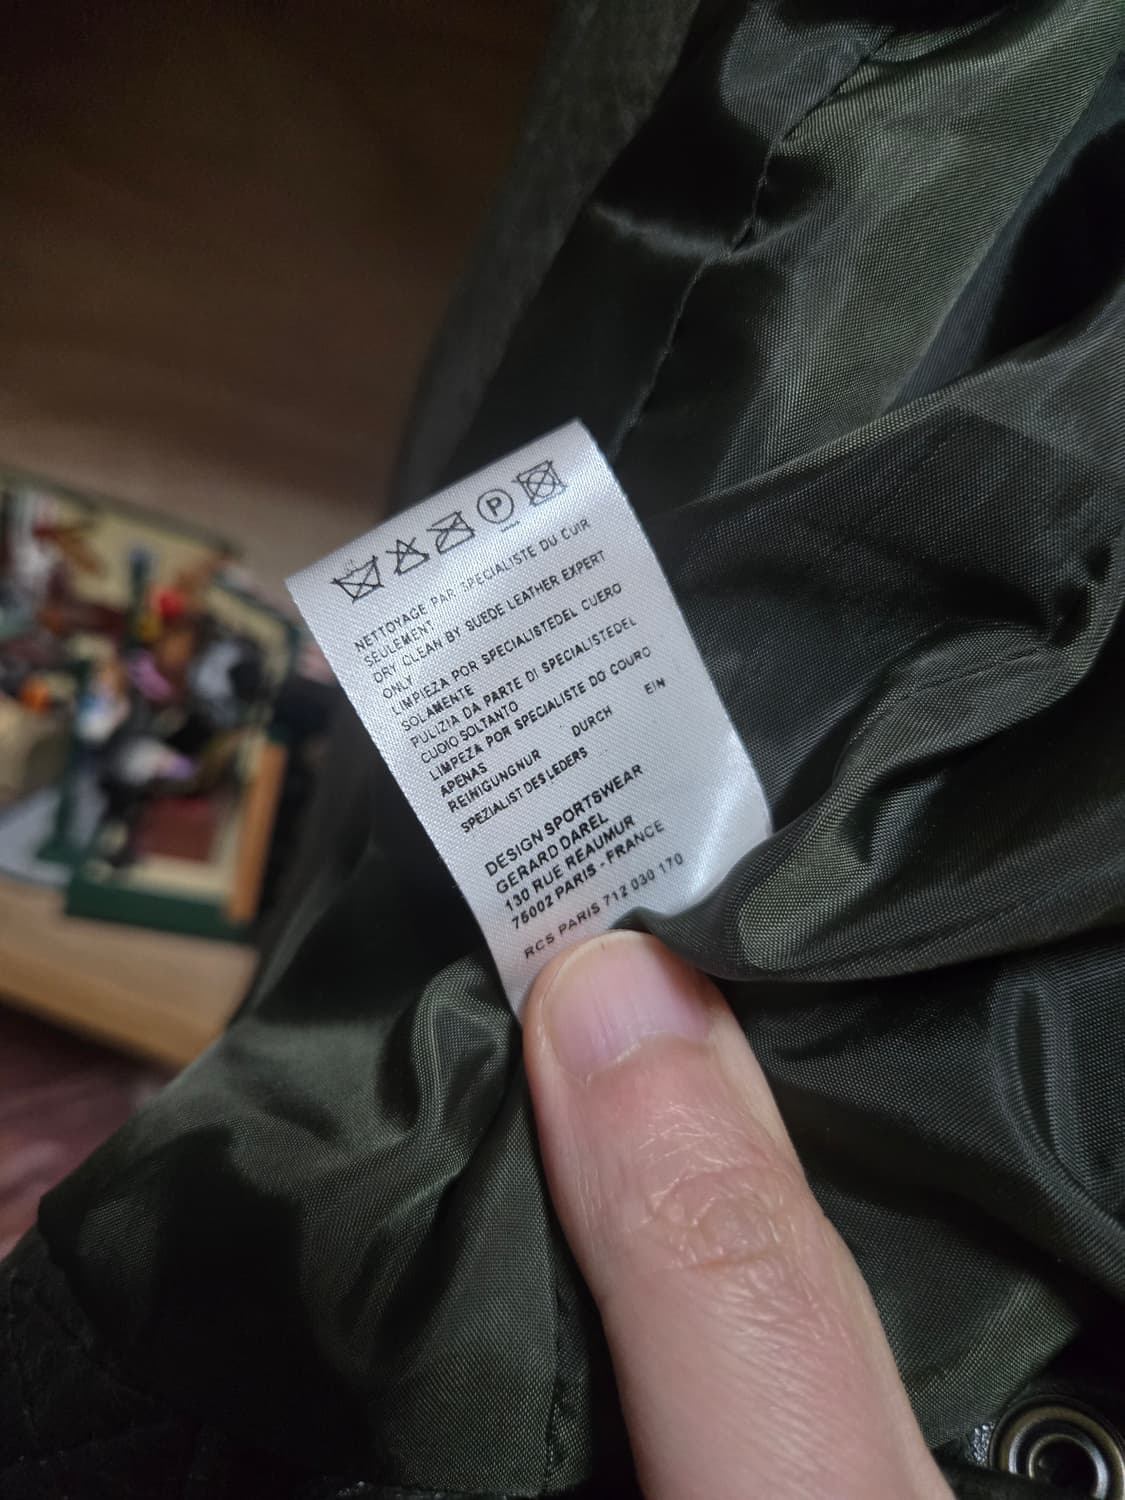 P
NETTOYAGE PAR SPECIALISTE DU CUIR
SEULEMENT
DRY CLEAN BY SUEDE LEATHER EXPERT
ONLY
LIMPIEZA POR SPECIALISTEDEL CUERO
SOLAMENTE
PULIZIA DA PARTE DI SPECIALISTEDEL
CUOIO SOLTANTO
LIMPEZA POR SPECIALISTE DO COURO
APENAS
REINIGUNGNUR DURCH EIN
SPEZIALIST DES LEDERS
DESIGN SPORTSWEAR
GERARD DAREL
130 RUE REAUMUR
75002 PARIS - FRANCE
RCS PARIS 712 030 170